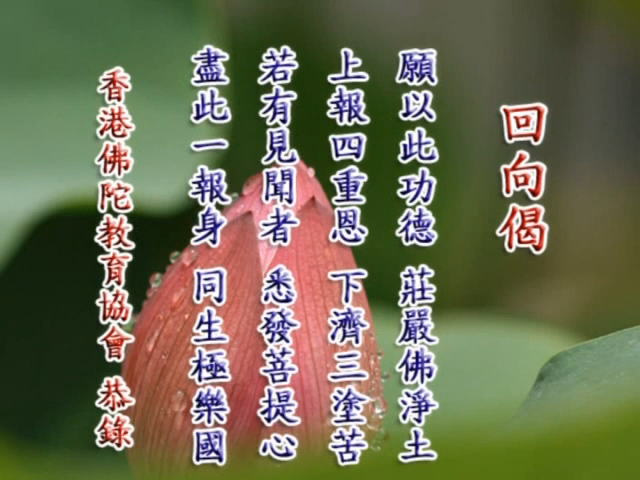 回向偈
願以此功德 莊嚴佛淨土
上報四重恩 下濟三塗苦
若有見聞者 悉發菩提心
盡此一報身 同生極樂國
香港佛陀教育協會 恭錄